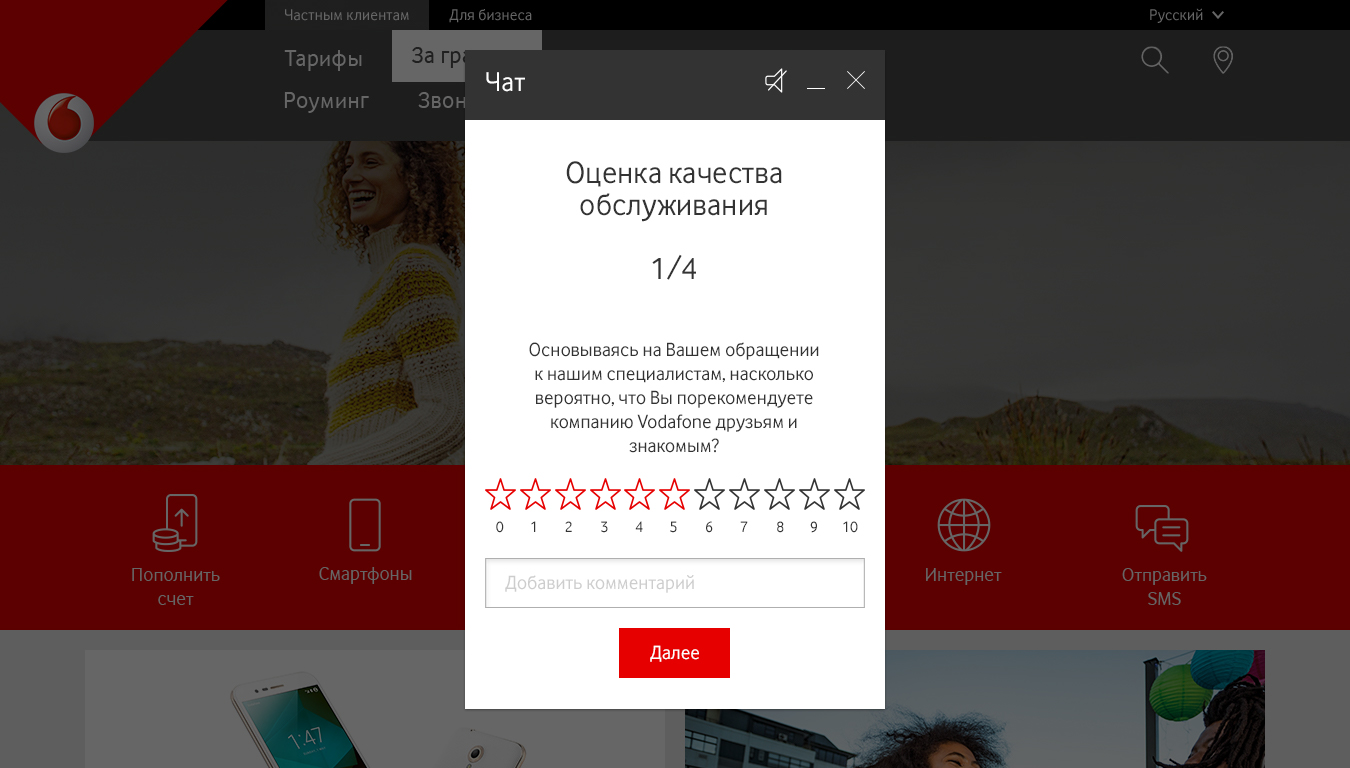 Частным клиентам
Для бизнеса
Русский
Тарифы
За гра
Роуминг
Звон
Чат
Оценка качества
обслуживания
1/4
Основываясь на Вашем обращении
к нашим специалистам, насколько
вероятно, что Вы порекомендуете
компанию Vodafone друзьям и
знакомым?
0 1 2 3 4 5 6 7 8 9 10
Добавить комментарий
Далее
Пополнить
счет
Смартфоны
Интернет
Отправить
SMS
1:47